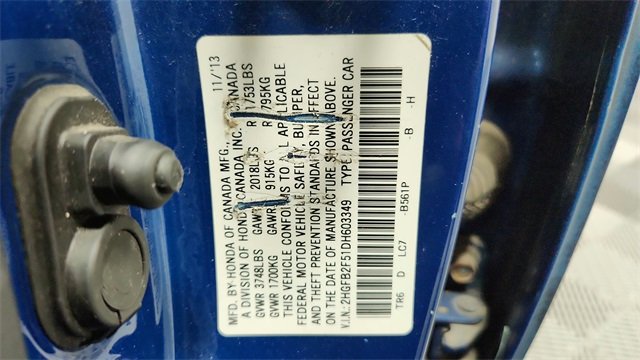 MFD. BY HONDA OF CANADA MFG., 11/13
A DIVISION OF HONDA CANADA INC., CANADA
GVWR 3748LBS GAWR F 2018LBS R 1753LBS
GVWR 1700KG GAWR F 915KG R 795KG
THIS VEHICLE CONFORMS TO ALL APPLICABLE
FEDERAL MOTOR VEHICLE SAFETY, BUMPER,
AND THEFT PREVENTION STANDARDS IN EFFECT
ON THE DATE OF MANUFACTURE SHOWN ABOVE.
V.I.N.: 2HGFB2F51DH603349 TYPE: PASSENGER CAR
TR6 D LC7 -B561P -B -H